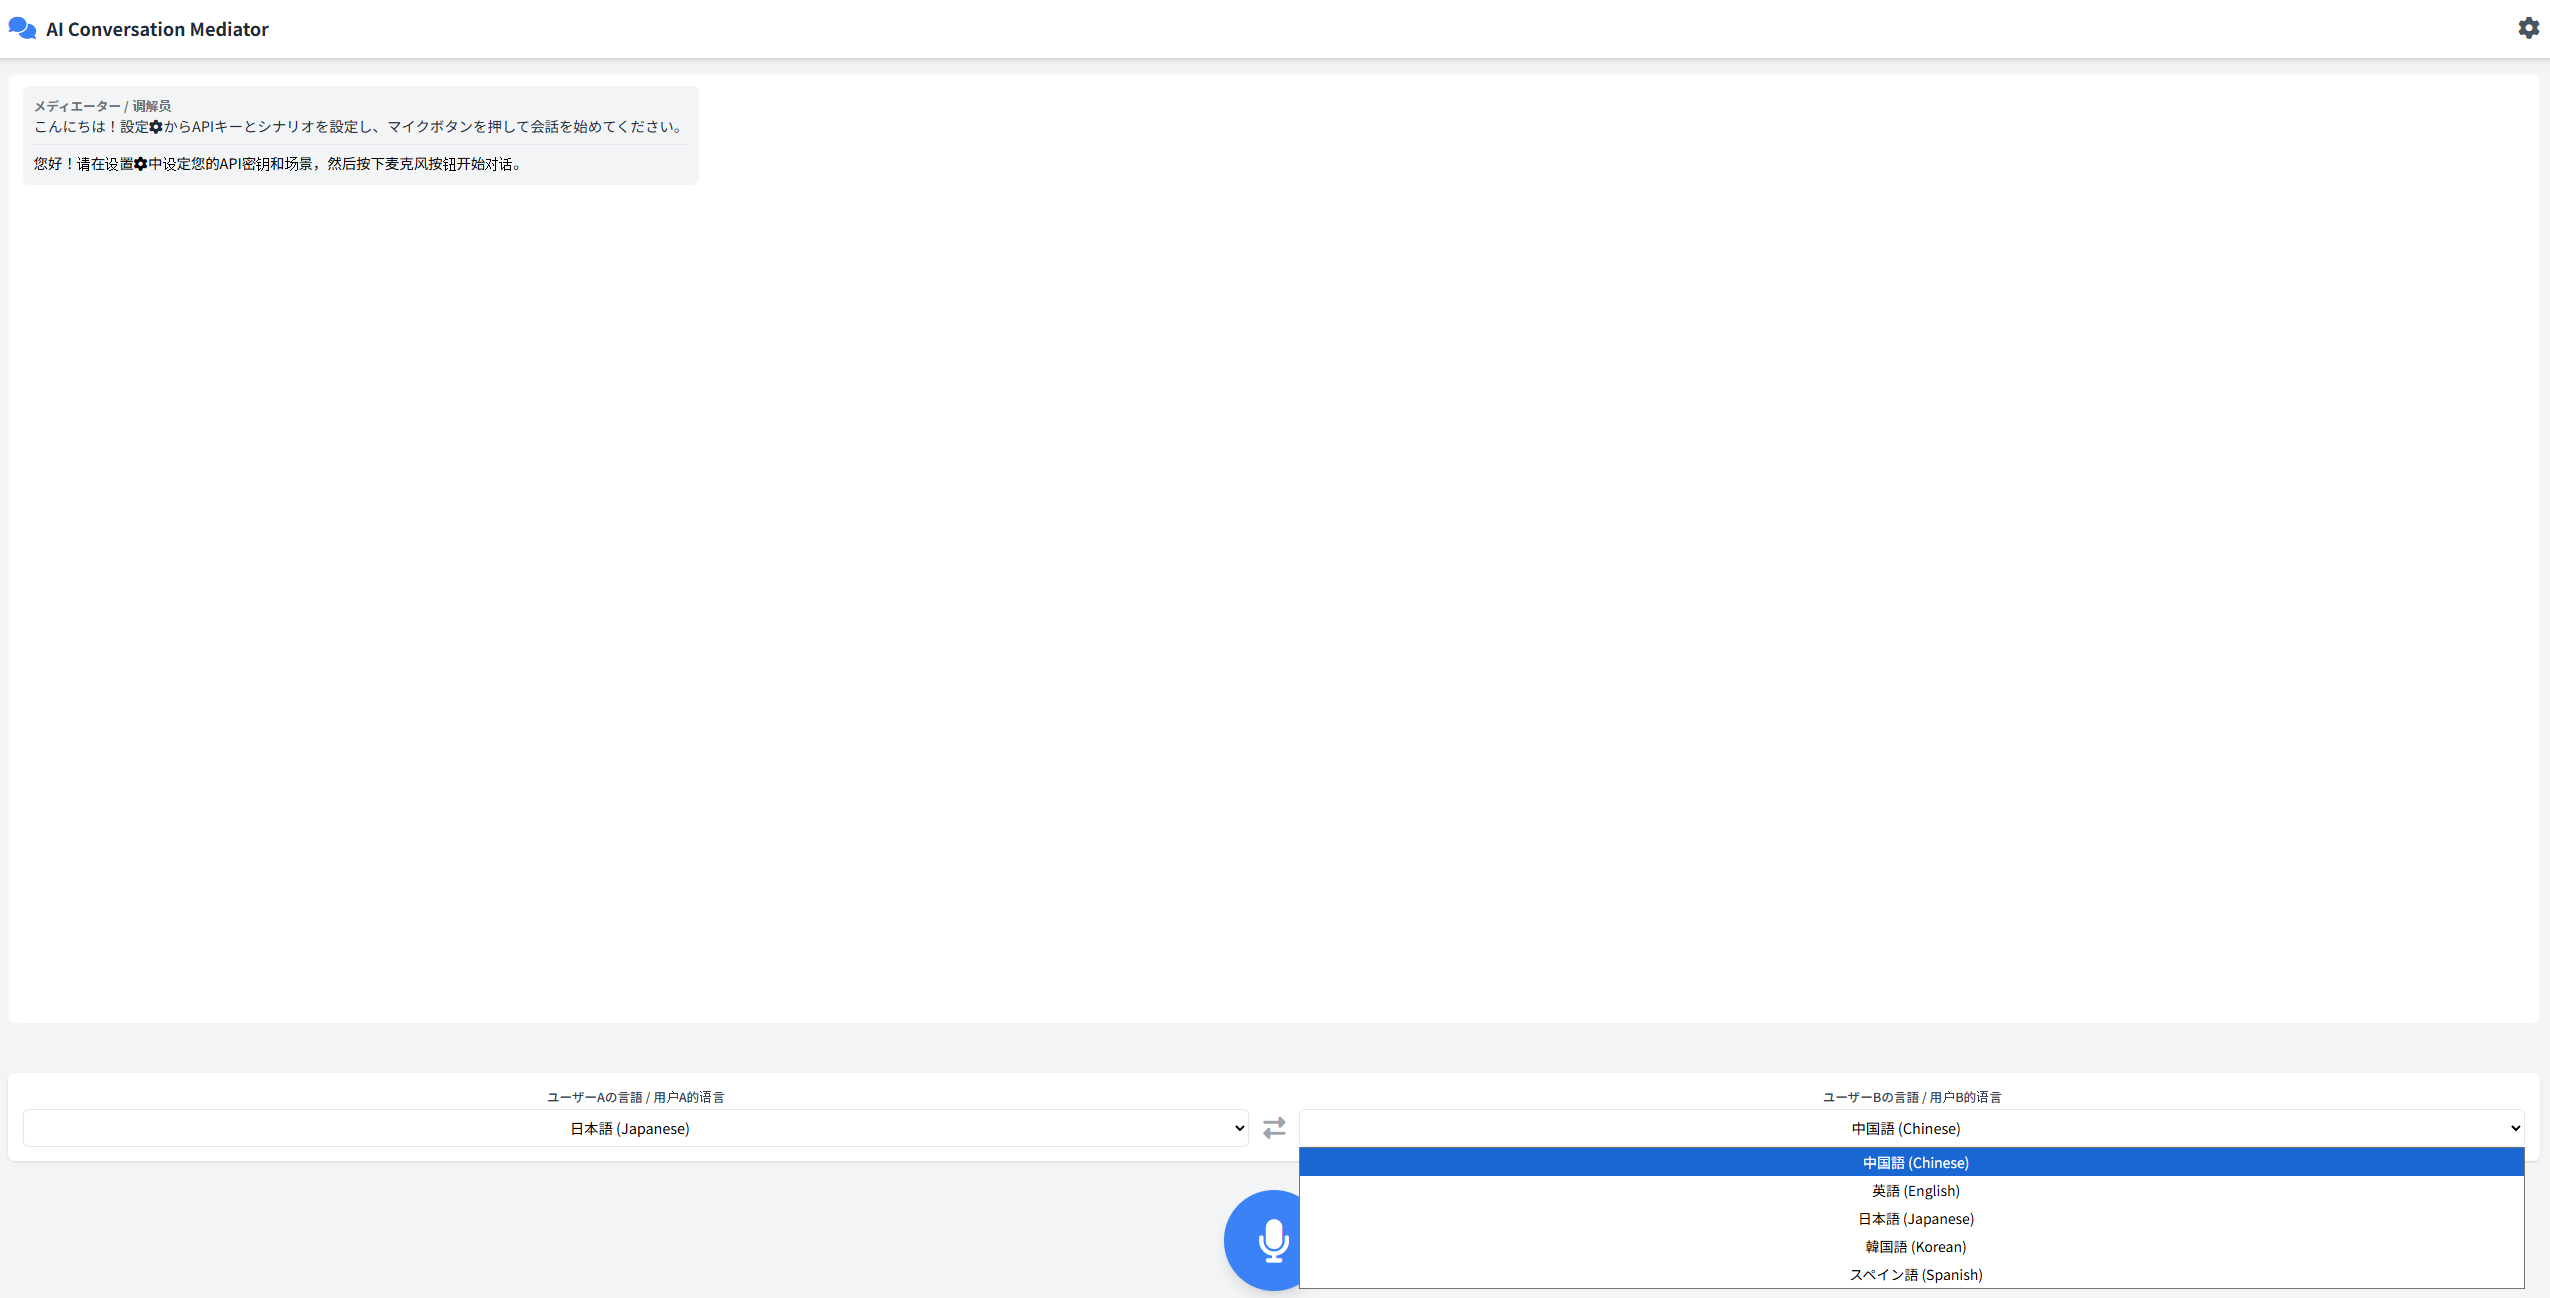 AI Conversation Mediator
メディエーター / 调解员
こんにちは！設定からAPIキーとシナリオを設定し、マイクボタンを押して会話を始めてください。
您好！请在设置中设定您的API密钥和场景，然后按下麦克风按钮开始对话。
ユーザーAの言語 / 用户A的语言
日本語 (Japanese)
ユーザーBの言語 / 用户B的语言
中国語 (Chinese)
中国語 (Chinese)
英語 (English)
日本語 (Japanese)
韓国語 (Korean)
スペイン語 (Spanish)